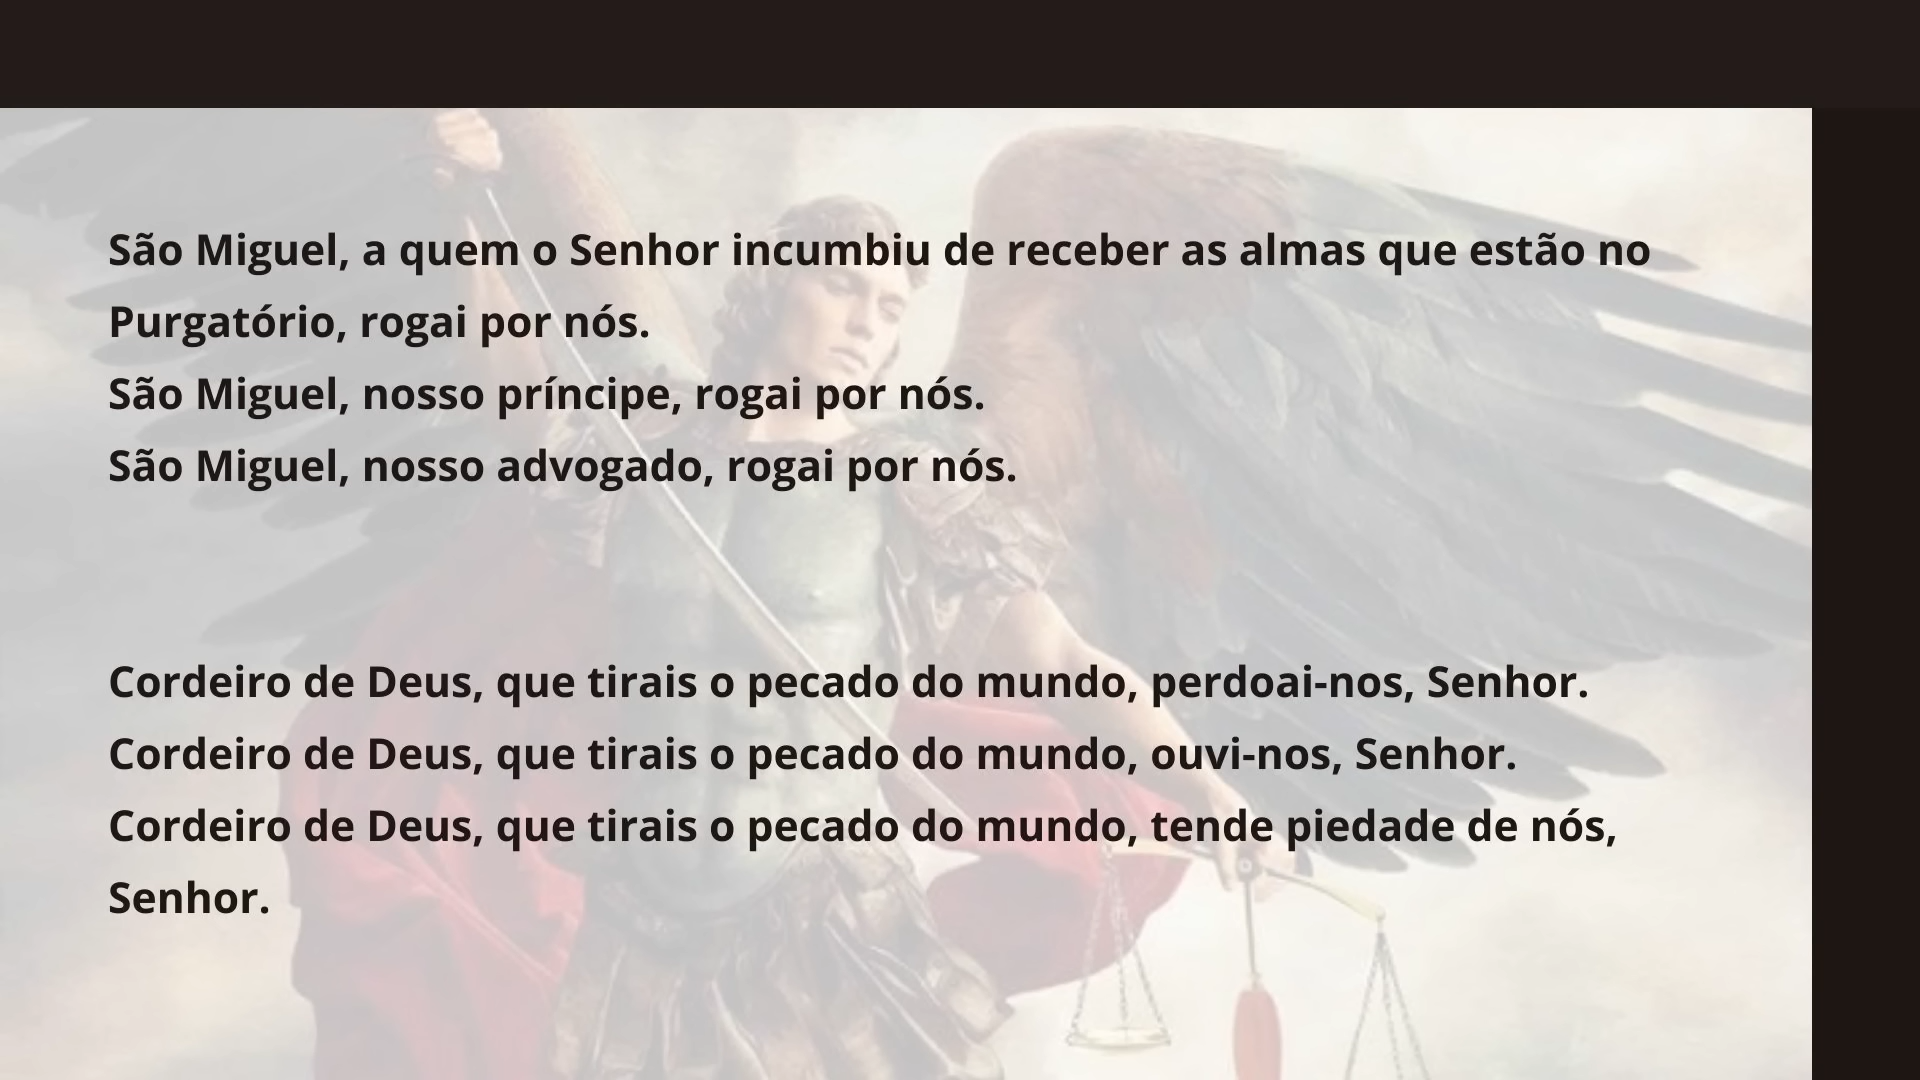 São Miguel, a quem o Senhor incumbiu de receber as almas que estão no
Purgatório, rogai por nós.
São Miguel, nosso príncipe, rogai por nós.
São Miguel, nosso advogado, rogai por nós.
Cordeiro de Deus, que tirais o pecado do mundo, perdoai-nos, Senhor.
Cordeiro de Deus, que tirais o pecado do mundo, ouvi-nos, Senhor.
Cordeiro de Deus, que tirais o pecado do mundo, tende piedade de nós,
Senhor.